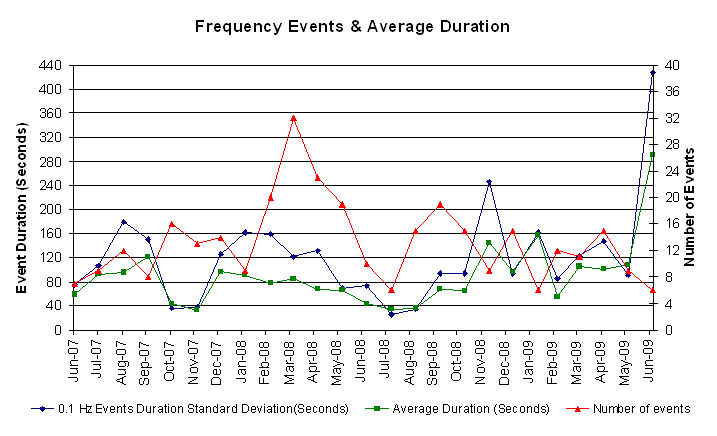 Frequency Events & Average Duration
Event Duration (Seconds)
440
400
360
320
280
240
200
160
120
80
40
0
40
36
32
28
24
20
16
12
8
4
0
Number of Events
Jun-07
Jul-07
Aug-07
Sep-07
Oct-07
Nov-07
Dec-07
Jan-08
Feb-08
Mar-08
Apr-08
May-08
Jun-08
Jul-08
Aug-08
Sep-08
Oct-08
Nov-08
Dec-08
Jan-09
Feb-09
Mar-09
Apr-09
May-09
Jun-09
0.1 Hz Events Duration Standard Deviation(Seconds)
Average Duration (Seconds)
Number of events